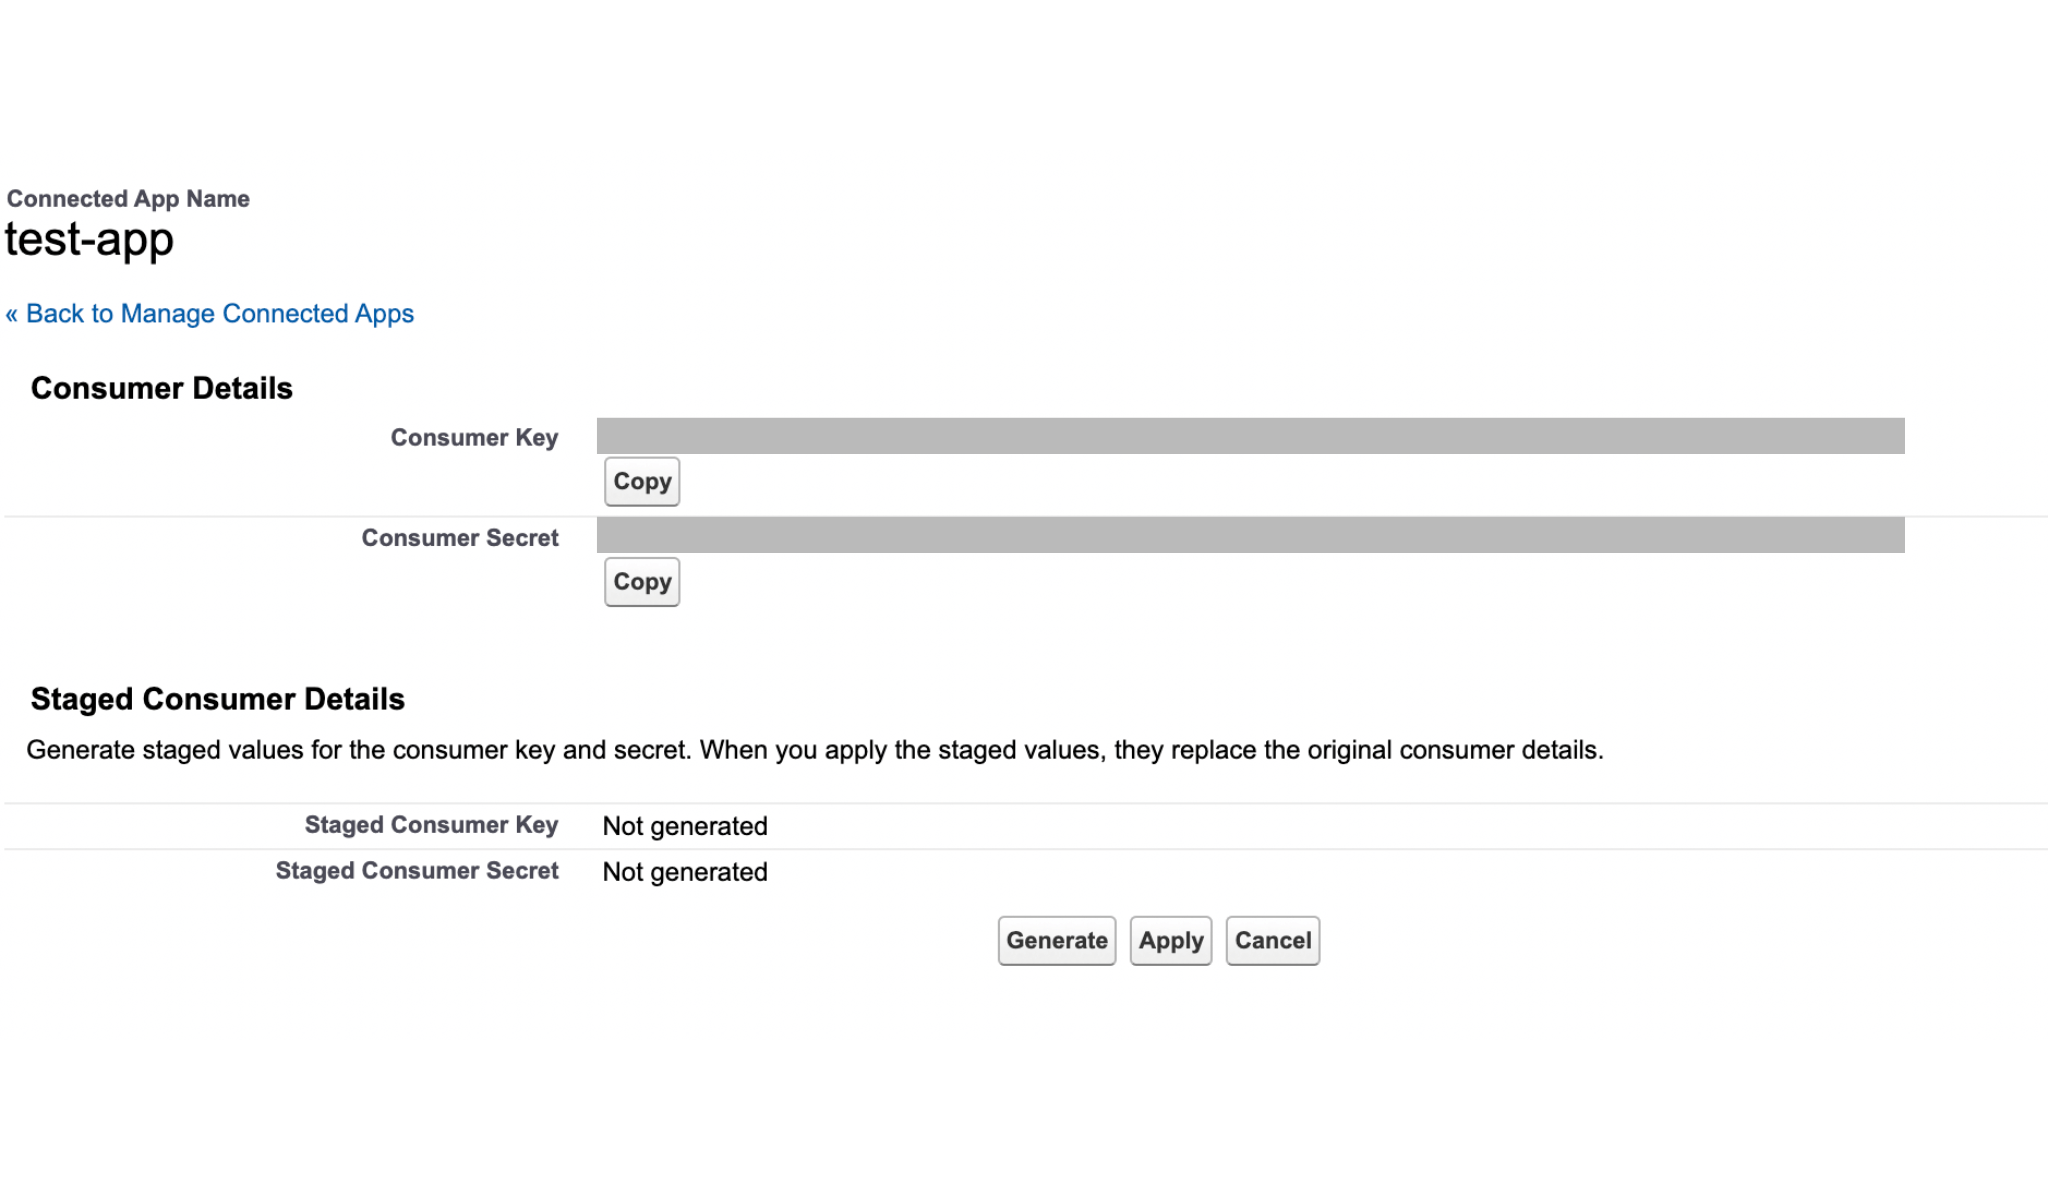 Connected App Name
test-app
« Back to Manage Connected Apps
Consumer Details
Consumer Key
Copy
Consumer Secret
Copy
Staged Consumer Details
Generate staged values for the consumer key and secret. When you apply the staged values, they replace the original consumer details.
Staged Consumer Key Not generated
Staged Consumer Secret Not generated
Generate Apply Cancel